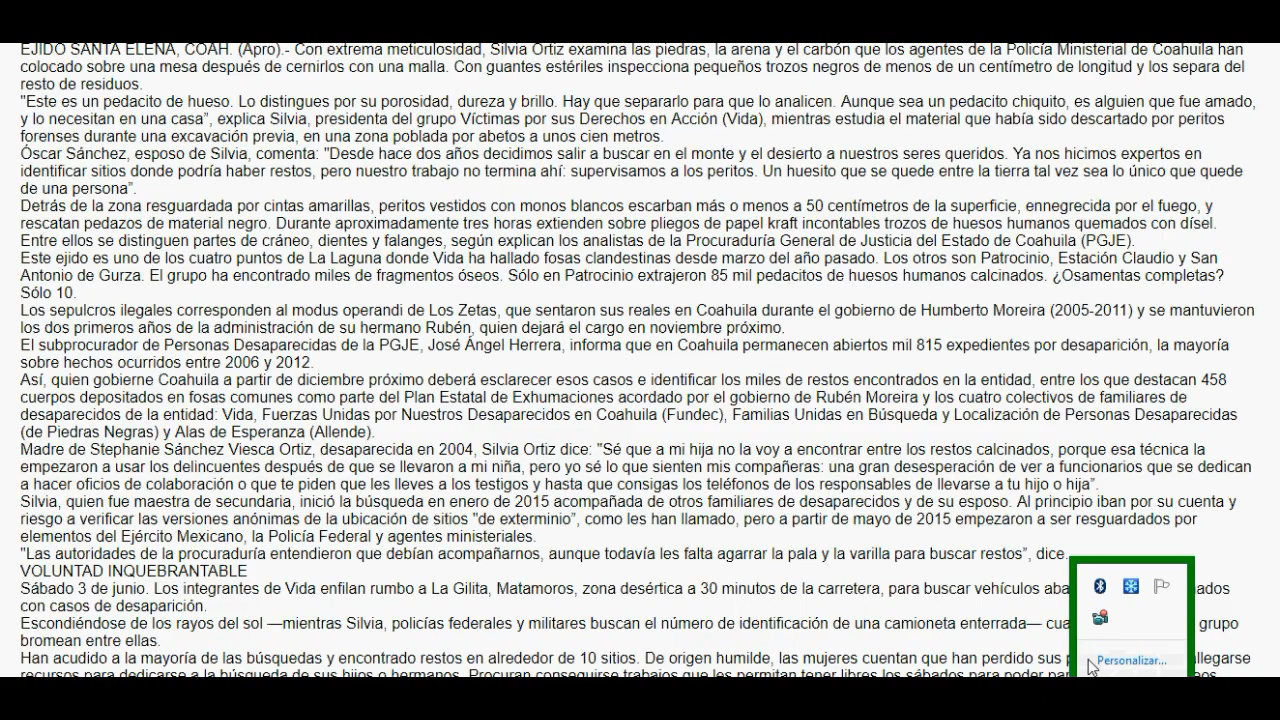 EJIDO SANTA ELENA, COAH. (Apro).- Con extrema meticulosidad, Silvia Ortiz examina las piedras, la arena y el carbón que los agentes de la Policía Ministerial de Coahuila han
colocado sobre una mesa después de cernirlos con una malla. Con guantes estériles inspecciona pequeños trozos negros de menos de un centímetro de longitud y los separa del
resto de residuos.
"Este es un pedacito de hueso. Lo distingues por su porosidad, dureza y brillo. Hay que separarlo para que lo analicen. Aunque sea un pedacito chiquito, es alguien que fue amado,
y lo necesitan en una casa”, explica Silvia, presidenta del grupo Víctimas por sus Derechos en Acción (Vida), mientras estudia el material que había sido descartado por peritos
forenses durante una excavación previa, en una zona poblada por abetos a unos cien metros.
Óscar Sánchez, esposo de Silvia, comenta: "Desde hace dos años decidimos salir a buscar en el monte y el desierto a nuestros seres queridos. Ya nos hicimos expertos en
identificar sitios donde podría haber restos, pero nuestro trabajo no termina ahí: supervisamos a los peritos. Un huesito que se quede entre la tierra tal vez sea lo único que quede
de una persona”.
Detrás de la zona resguardada por cintas amarillas, peritos vestidos con monos blancos escarban más o menos a 50 centímetros de la superficie, ennegrecida por el fuego, y
rescatan pedazos de material negro. Durante aproximadamente tres horas extienden sobre pliegos de papel kraft incontables trozos de huesos humanos quemados con dísel.
Entre ellos se distinguen partes de cráneo, dientes y falanges, según explican los analistas de la Procuraduría General de Justicia del Estado de Coahuila (PGJE).
Este ejido es uno de los cuatro puntos de La Laguna donde Vida ha hallado fosas clandestinas desde marzo del año pasado. Los otros son Patrocinio, Estación Claudio y San
Antonio de Gurza. El grupo ha encontrado miles de fragmentos óseos. Sólo en Patrocinio extrajeron 85 mil pedacitos de huesos humanos calcinados. ¿Osamentas completas?
Sólo 10.
Los sepulcros ilegales corresponden al modus operandi de Los Zetas, que sentaron sus reales en Coahuila durante el gobierno de Humberto Moreira (2005-2011) y se mantuvieron
los dos primeros años de la administración de su hermano Rubén, quien dejará el cargo en noviembre próximo.
El subprocurador de Personas Desaparecidas de la PGJE, José Ángel Herrera, informa que en Coahuila permanecen abiertos mil 815 expedientes por desaparición, la mayoría
sobre hechos ocurridos entre 2006 y 2012.
Así, quien gobierne Coahuila a partir de diciembre próximo deberá esclarecer esos casos e identificar los miles de restos encontrados en la entidad, entre los que destacan 458
cuerpos depositados en fosas comunes como parte del Plan Estatal de Exhumaciones acordado por el gobierno de Rubén Moreira y los cuatro colectivos de familiares de
desaparecidos de la entidad: Vida, Fuerzas Unidas por Nuestros Desaparecidos en Coahuila (Fundec), Familias Unidas en Búsqueda y Localización de Personas Desaparecidas
(de Piedras Negras) y Alas de Esperanza (Allende).
Madre de Stephanie Sánchez Viesca Ortiz, desaparecida en 2004, Silvia Ortiz dice: "Sé que a mi hija no la voy a encontrar entre los restos calcinados, porque esa técnica la
empezaron a usar los delincuentes después de que se llevaron a mi niña, pero yo sé lo que sienten mis compañeras: una gran desesperación de ver a funcionarios que se dedican
a hacer oficios de colaboración o que te piden que les lleves a los testigos y hasta que consigas los teléfonos de los responsables de llevarse a tu hijo o hija”.
Silvia, quien fue maestra de secundaria, inició la búsqueda en enero de 2015 acompañada de otros familiares de desaparecidos y de su esposo. Al principio iban por su cuenta y
riesgo a verificar las versiones anónimas de la ubicación de sitios "de exterminio”, como les han llamado, pero a partir de mayo de 2015 empezaron a ser resguardados por
elementos del Ejército Mexicano, la Policía Federal y agentes ministeriales.
"Las autoridades de la procuraduría entendieron que debían acompañarnos, aunque todavía les falta agarrar la pala y la varilla para buscar restos”, dice.
VOLUNTAD INQUEBRANTABLE
Sábado 3 de junio. Los integrantes de Vida enfilan rumbo a La Gilita, Matamoros, zona desértica a 30 minutos de la carretera, para buscar vehículos aba ados
con casos de desaparición.
Escondiéndose de los rayos del sol —mientras Silvia, policías federales y militares buscan el número de identificación de una camioneta enterrada— cua grupo
bromean entre ellas.
Han acudido a la mayoría de las búsquedas y encontrado restos en alrededor de 10 sitios. De origen humilde, las mujeres cuentan que han perdido sus allegarse
recursos para dedicarse a la búsqueda de sus hijos o hermanos. Procuran conseguirse trabajos que les permitan tener libres los sábados para poder
Personalizar...